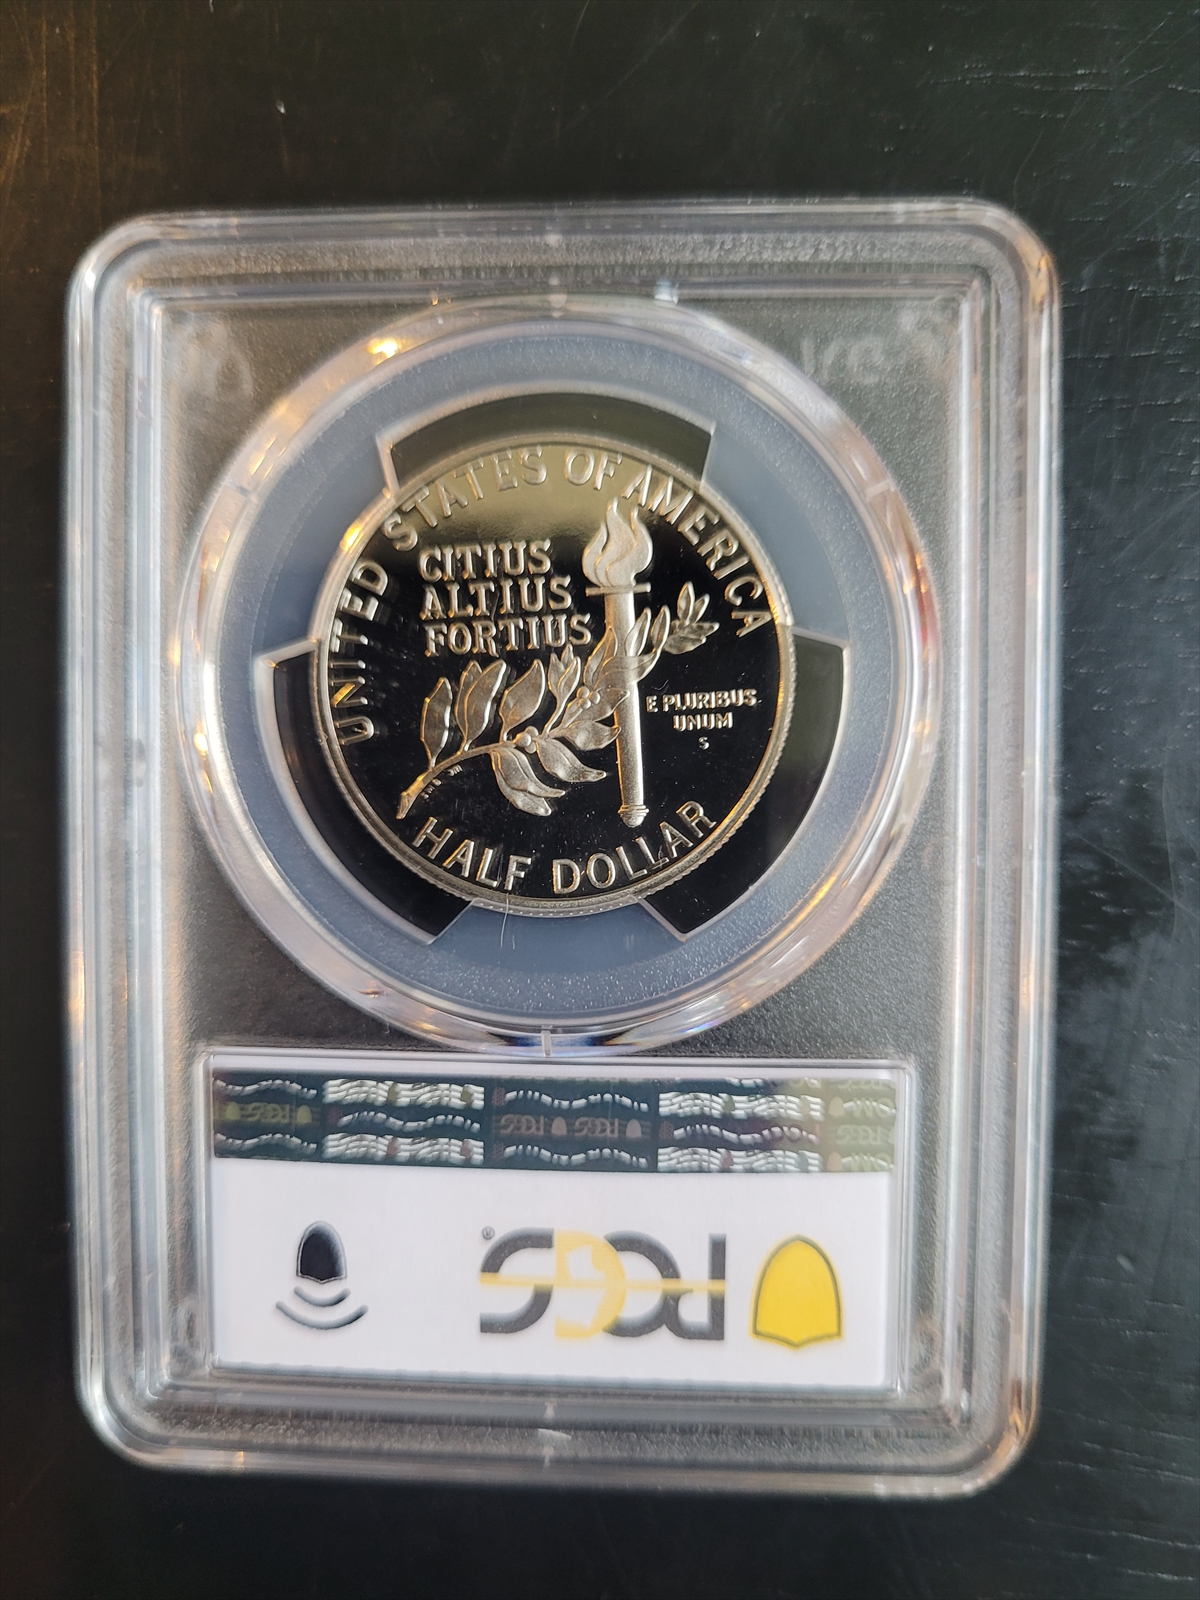 UNITED STATES OF AMERICA
CITIUS
ALTIUS
FORTIUS
E PLURIBUS
UNUM
S
HALF DOLLAR
PCGS